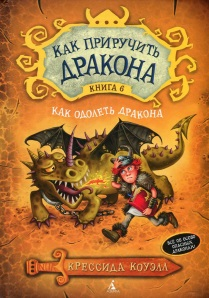 КАК ПРИРУЧИТЬ
ДРАКОНА
КНИГА 6
КАК ОДОЛЕТЬ ДРАКОНА
КРЕССИДА КОУЭЛЛ